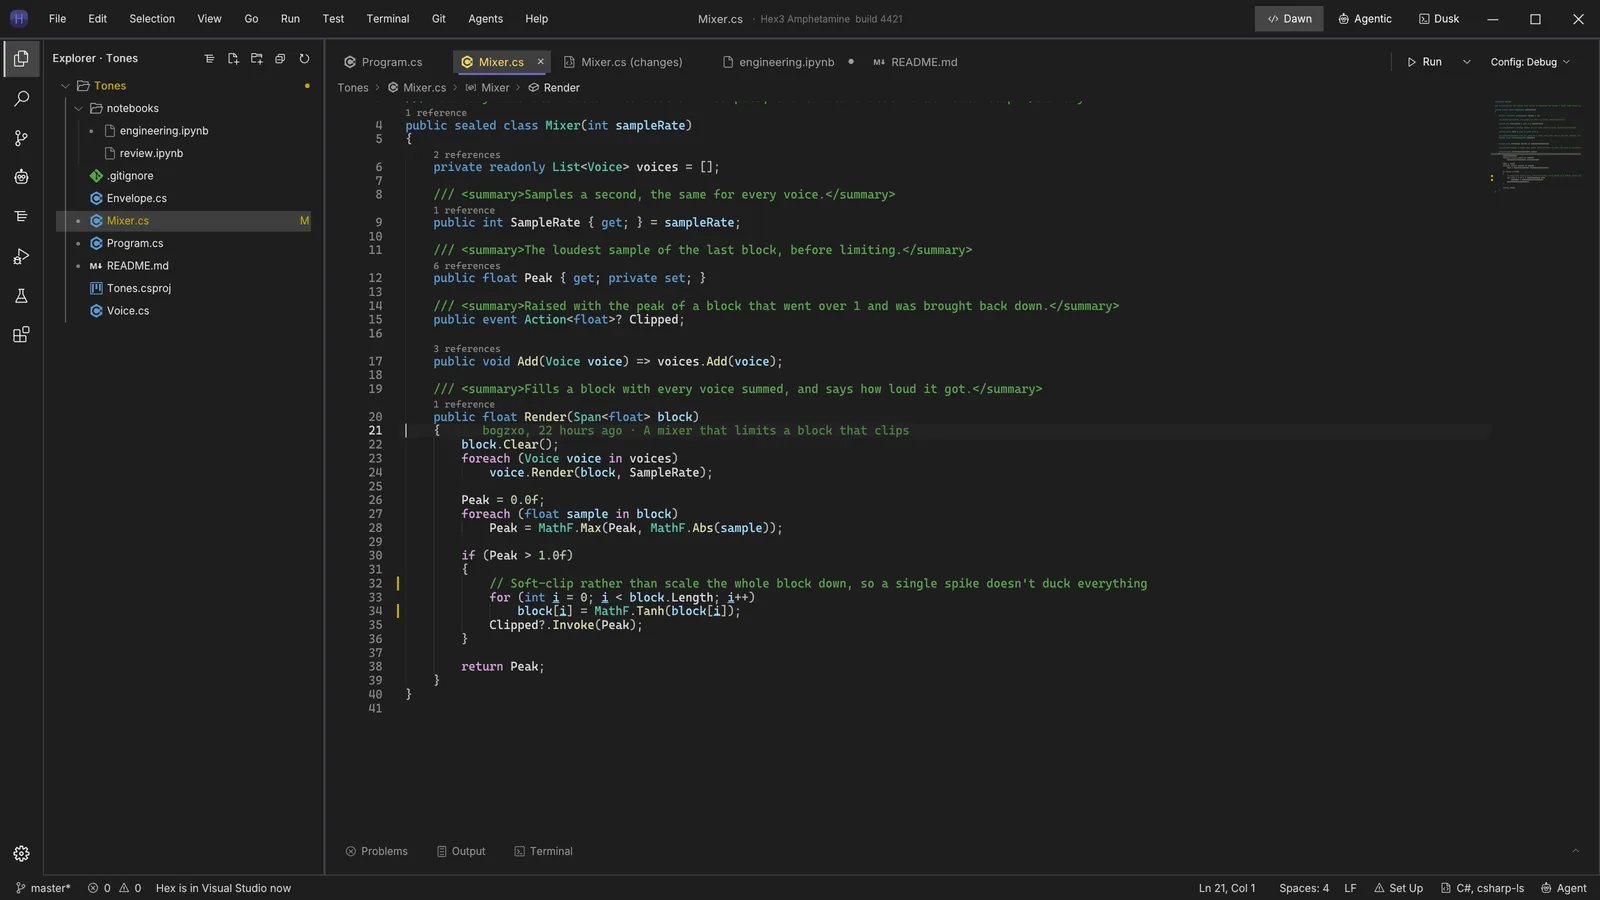 File Edit Selection View Go Run Test Terminal Git Agents Help
Mixer.cs · Hex3 Amphetamine build 4421
Dawn Agentic Dusk
Explorer · Tones
Tones
notebooks
engineering.ipynb
review.ipynb
.gitignore
Envelope.cs
Mixer.cs M
Program.cs
README.md
Tones.csproj
Voice.cs
Program.cs Mixer.cs Mixer.cs (changes) engineering.ipynb README.md
Run Config: Debug
Tones > Mixer.cs > Mixer > Render
1 reference
4 public sealed class Mixer(int sampleRate)
5 {
2 references
6 private readonly List<Voice> voices = [];
7
8 /// <summary>Samples a second, the same for every voice.</summary>
1 reference
9 public int SampleRate { get; } = sampleRate;
10
11 /// <summary>The loudest sample of the last block, before limiting.</summary>
6 references
12 public float Peak { get; private set; }
13
14 /// <summary>Raised with the peak of a block that went over 1 and was brought back down.</summary>
15 public event Action<float>? Clipped;
16
3 references
17 public void Add(Voice voice) => voices.Add(voice);
18
19 /// <summary>Fills a block with every voice summed, and says how loud it got.</summary>
1 reference
20 public float Render(Span<float> block)
21 { bogzxo, 22 hours ago · A mixer that limits a block that clips
22 block.Clear();
23 foreach (Voice voice in voices)
24 voice.Render(block, SampleRate);
25
26 Peak = 0.0f;
27 foreach (float sample in block)
28 Peak = MathF.Max(Peak, MathF.Abs(sample));
29
30 if (Peak > 1.0f)
31 {
32 // Soft-clip rather than scale the whole block down, so a single spike doesn't duck everything
33 for (int i = 0; i < block.Length; i++)
34 block[i] = MathF.Tanh(block[i]);
35 Clipped?.Invoke(Peak);
36 }
37
38 return Peak;
39 }
40 }
41
Problems Output Terminal
master* 0 0 Hex is in Visual Studio now
Ln 21, Col 1 Spaces: 4 LF Set Up C#, csharp-ls Agent